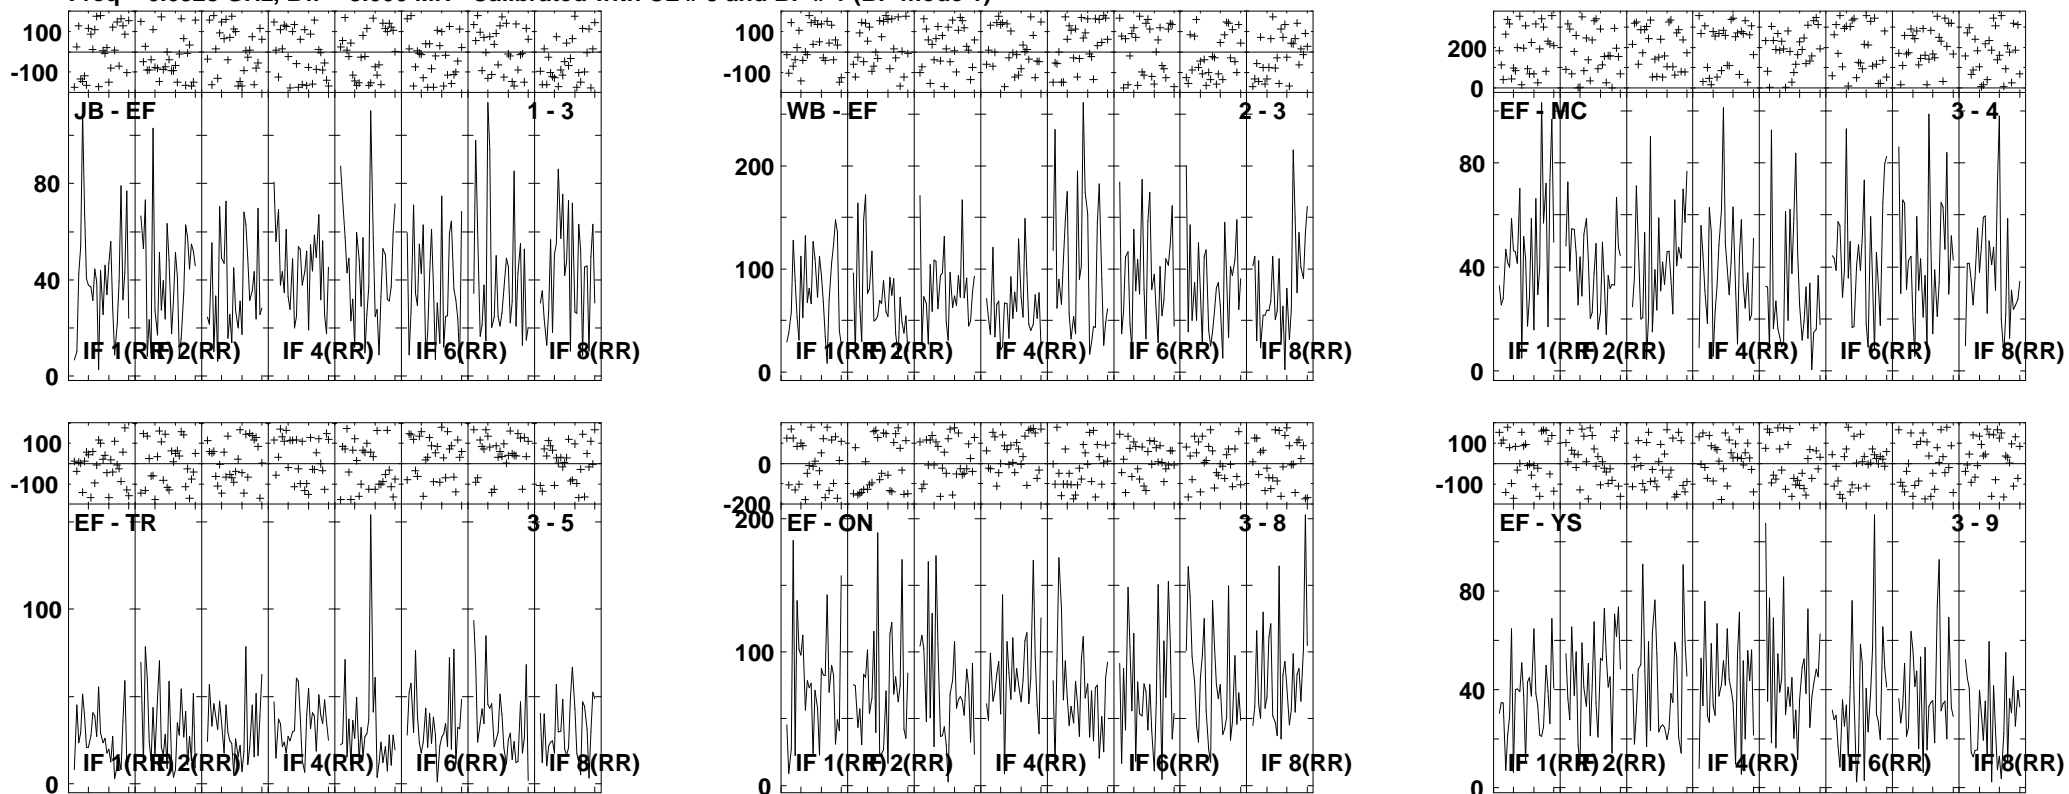 100
-100
JB - EF 1 - 3
80
40
0
IF 1(RR) IF 2(RR) IF 4(RR) IF 6(RR) IF 8(RR)
100
-100
WB - EF 2 - 3
200
100
0
IF 1(RR) IF 2(RR) IF 4(RR) IF 6(RR) IF 8(RR)
200
0
EF - MC 3 - 4
80
40
0
IF 1(RR) IF 2(RR) IF 4(RR) IF 6(RR) IF 8(RR)
100
-100
EF - TR 3 - 5
100
0
IF 1(RR) IF 2(RR) IF 4(RR) IF 6(RR) IF 8(RR)
0
-200
200
EF - ON 3 - 8
100
0
IF 1(RR) IF 2(RR) IF 4(RR) IF 6(RR) IF 8(RR)
100
-100
EF - YS 3 - 9
80
40
0
IF 1(RR) IF 2(RR) IF 4(RR) IF 6(RR) IF 8(RR)